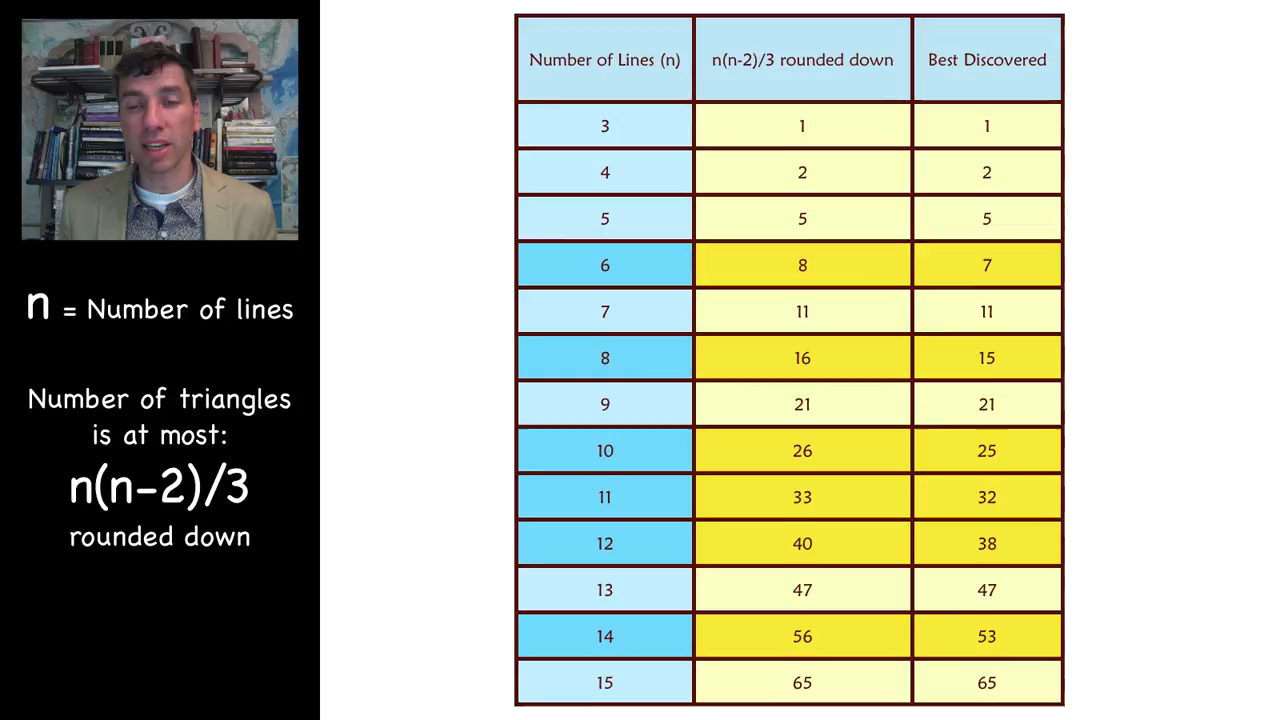 n = Number of lines
Number of triangles
is at most:
n(n-2)/3
rounded down
Number of Lines (n) n(n-2)/3 rounded down Best Discovered
3 1 1
4 2 2
5 5 5
6 8 7
7 11 11
8 16 15
9 21 21
10 26 25
11 33 32
12 40 38
13 47 47
14 56 53
15 65 65